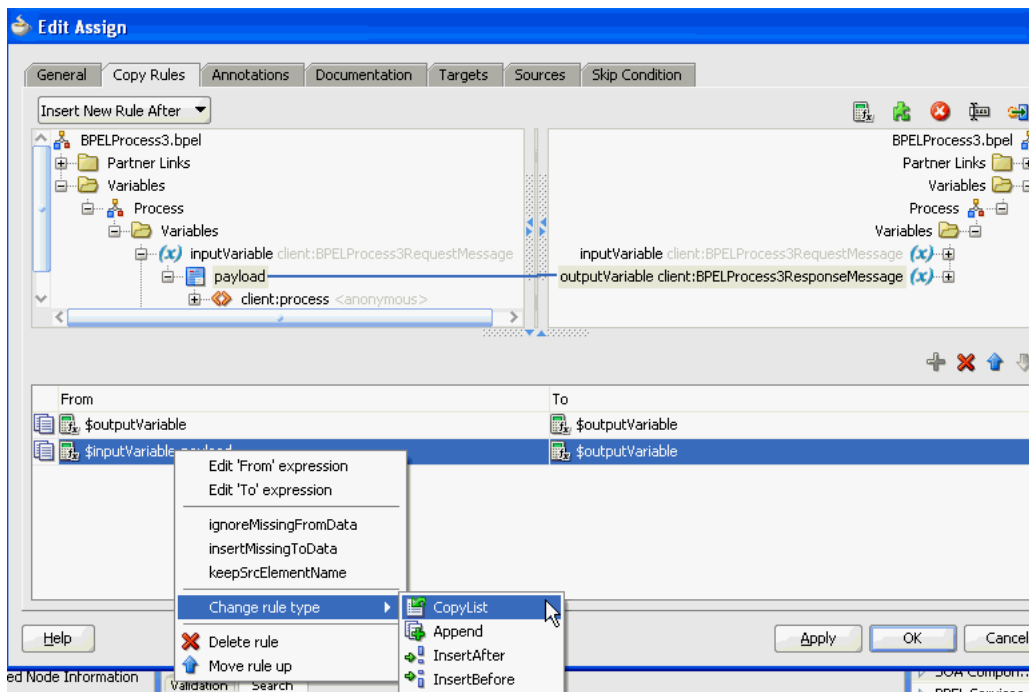 Edit Assign
General Copy Rules Annotations Documentation Targets Sources Skip Condition
Insert New Rule After
BPELProcess3.bpel
Partner Links
Variables
Process
Variables
inputVariable client:BPELProcess3RequestMessage
payload
client:process <anonymous>
BPELProcess3.bpel
Partner Links
Variables
Process
Variables
inputVariable client:BPELProcess3ResponseMessage
outputVariable client:BPELProcess3ResponseMessage
From To
$outputVariable $outputVariable
$inputVariable.payload $outputVariable
Edit 'From' expression
Edit 'To' expression
ignoreMissingFromData
insertMissingToData
keepSrcElementName
Change rule type
Delete rule
Move rule up
CopyList
Append
InsertAfter
InsertBefore
Help Apply OK Cancel
ed Node Information
Validation Search